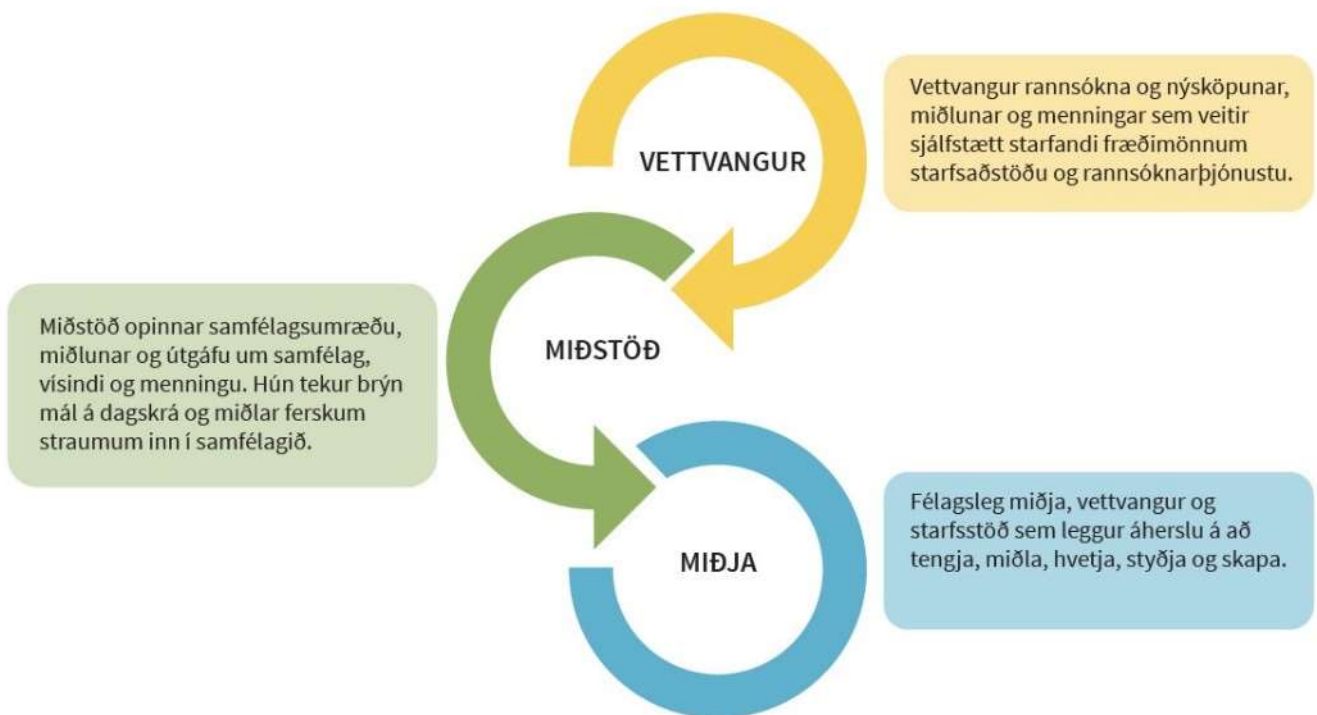 VETTVANGUR
Vettvangur rannsókna og nýsköpunar,
miðlunar og menningar sem veitir
sjálfstætt starfandi fræðimönnum
starfsaðstöðu og rannsóknarþjónustu.
MIÐSTÖÐ
Miðstöð opinnar samfélagsumræðu,
miðlunar og útgáfu um samfélag,
vísindi og menningu. Hún tekur brýn
mál á dagskrá og miðlar ferskum
straumum inn í samfélagið.
MIÐJA
Félagsleg miðja, vettvangur og
starfsstöð sem leggur áherslu á að
tengja, miðla, hvetja, styðja og skapa.